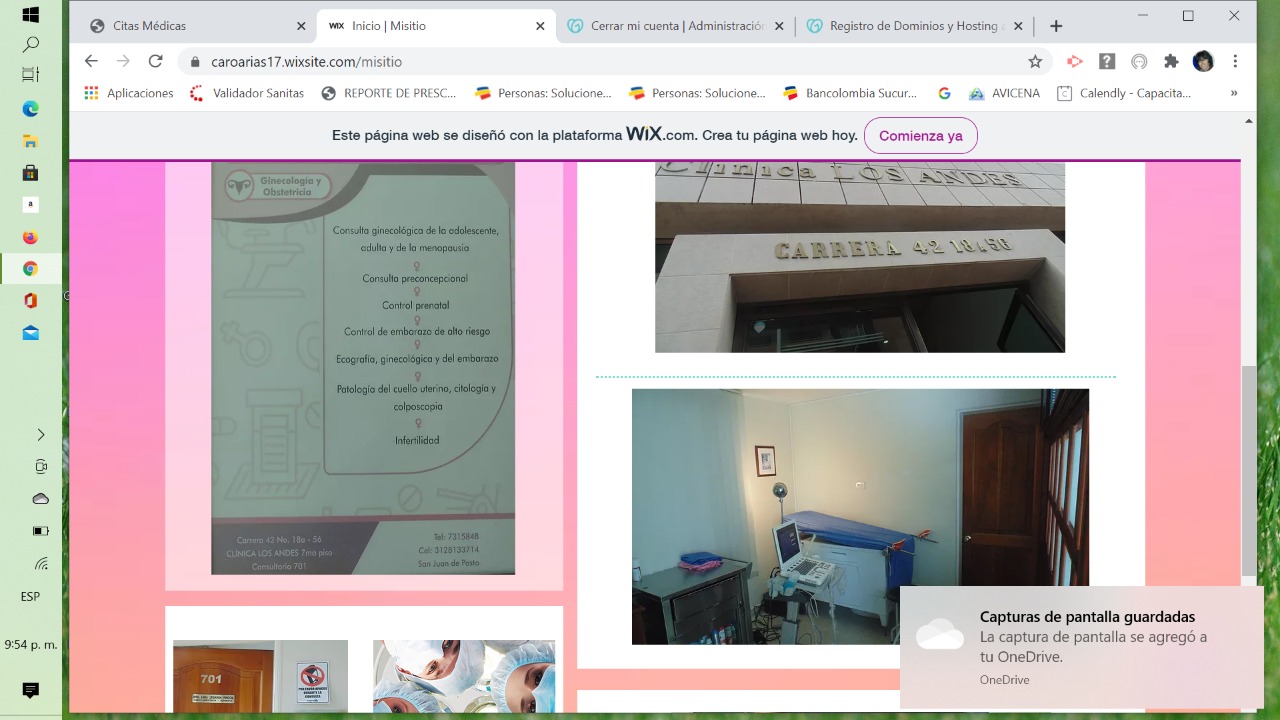 Citas Médicas
WiX Inicio | Misitio
Cerrar mi cuenta | Administración
Registro de Dominios y Hosting
caroarias17.wixsite.com/misitio
Aplicaciones
Validador Sanitas
REPORTE DE PRESC...
Personas: Solucione...
Personas: Solucione...
Bancolombia Sucur...
AVICENA
Calendly - Capacita...
»
Este página web se diseñó con la plataforma WiX.com. Crea tu página web hoy.
Comienza ya
Ginecología y
Obstetricia
Consulta ginecológica de la adolescente,
adulta y de la menopausia
Consulta preconcepcional
Control prenatal
Control de embarazo de alto riesgo
Ecografía, ginecológica y del embarazo
Patología del cuello uterino, citología y
colposcopia
Infertilidad
Carrera 42 No. 18a - 56
CLÍNICA LOS ANDES 7mo piso
Consultorio 701
Tel: 7315848
Cel: 3128133714
San Juan de Pasto
Clínica LOS ANDES
CARRERA 42 18A56
701
Capturas de pantalla guardadas
La captura de pantalla se agregó a
tu OneDrive.
OneDrive
a
ESP
9:54 p. m.